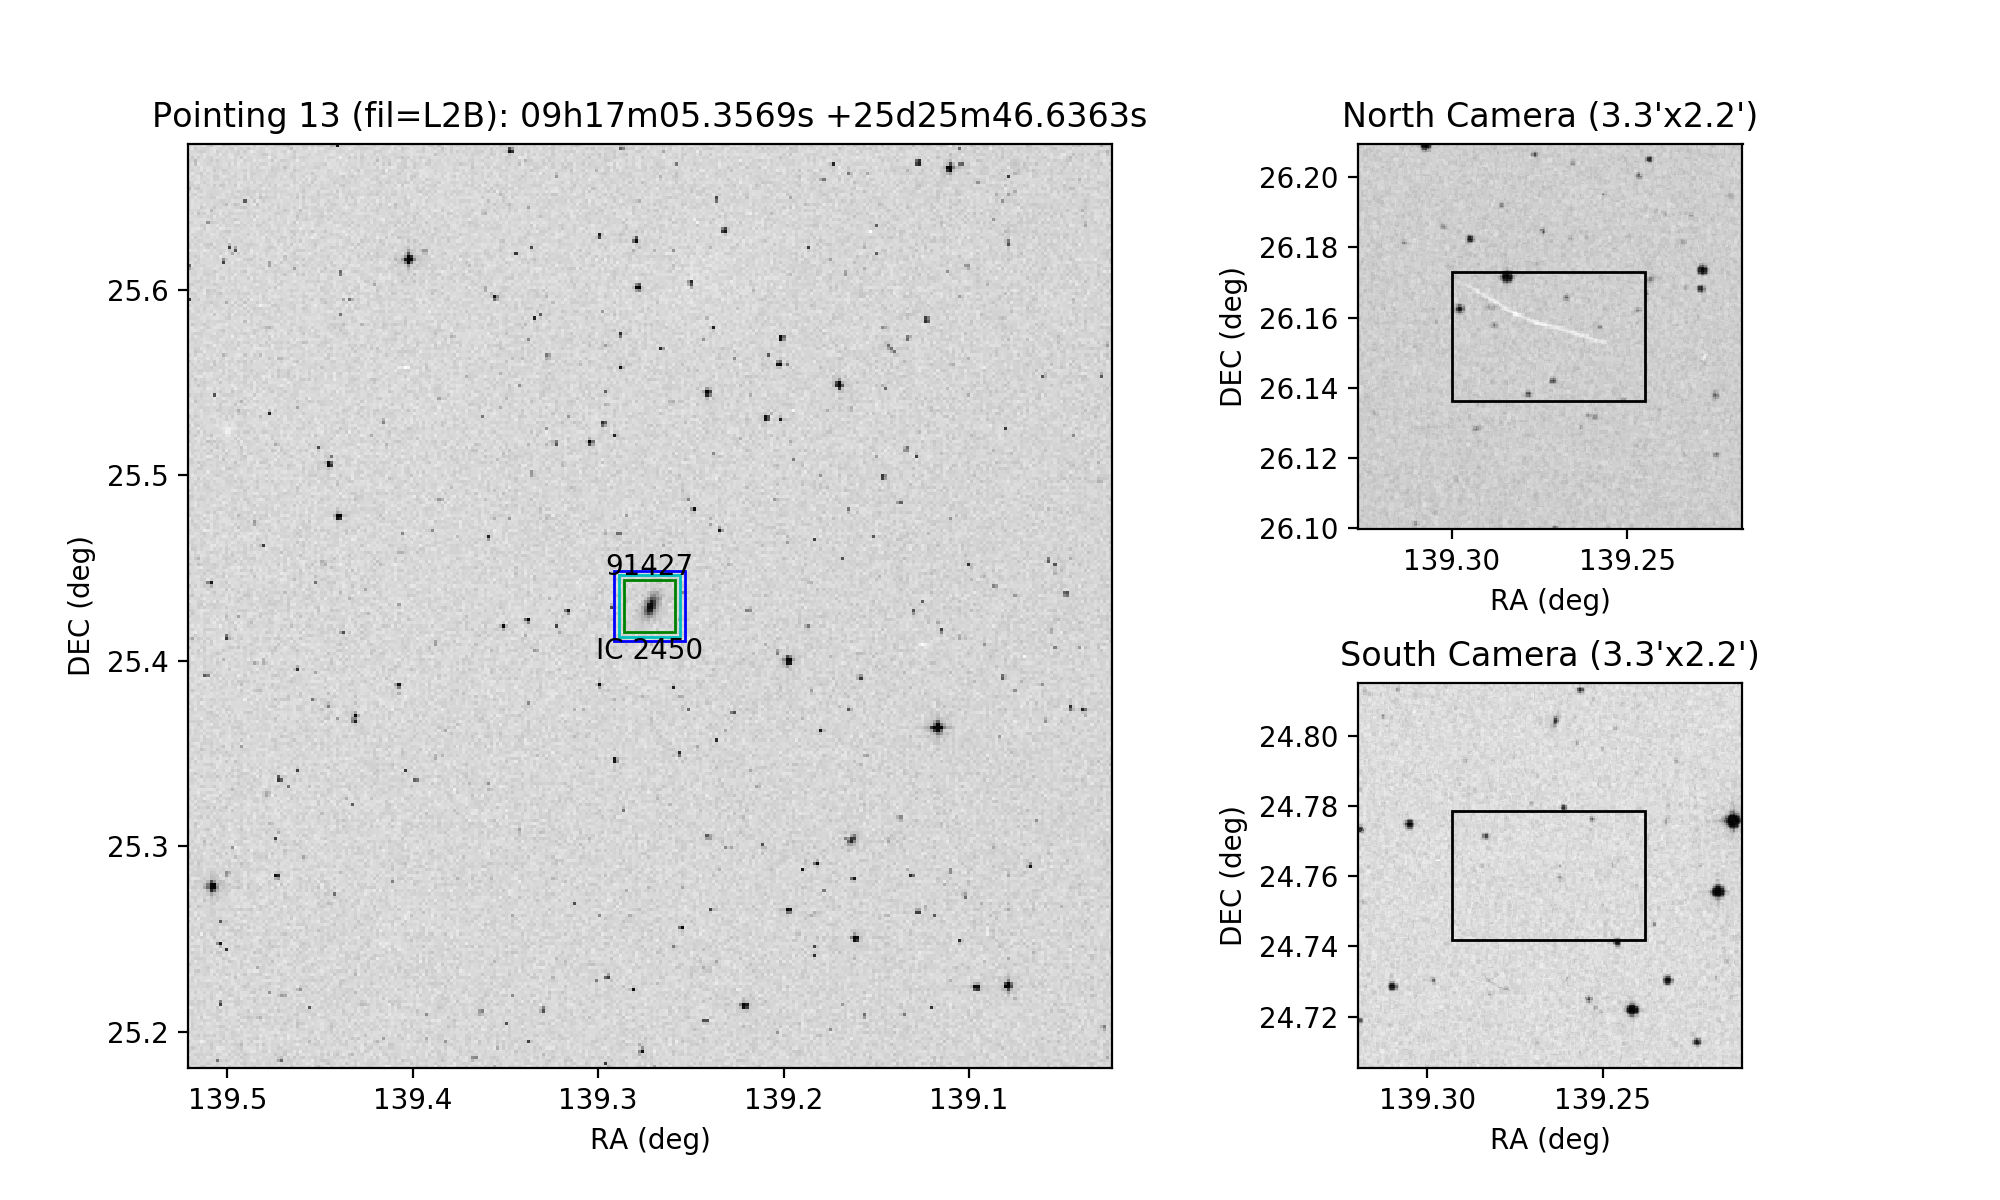 Pointing 13 (fil=L2B): 09h17m05.3569s +25d25m46.6363s
25.6
25.5
25.4
25.3
25.2
DEC (deg)
91427
IC 2450
139.5 139.4 139.3 139.2 139.1
RA (deg)
North Camera (3.3'x2.2')
26.20
26.18
26.16
26.14
26.12
26.10
DEC (deg)
139.30 139.25
RA (deg)
South Camera (3.3'x2.2')
24.80
24.78
24.76
24.74
24.72
DEC (deg)
139.30 139.25
RA (deg)